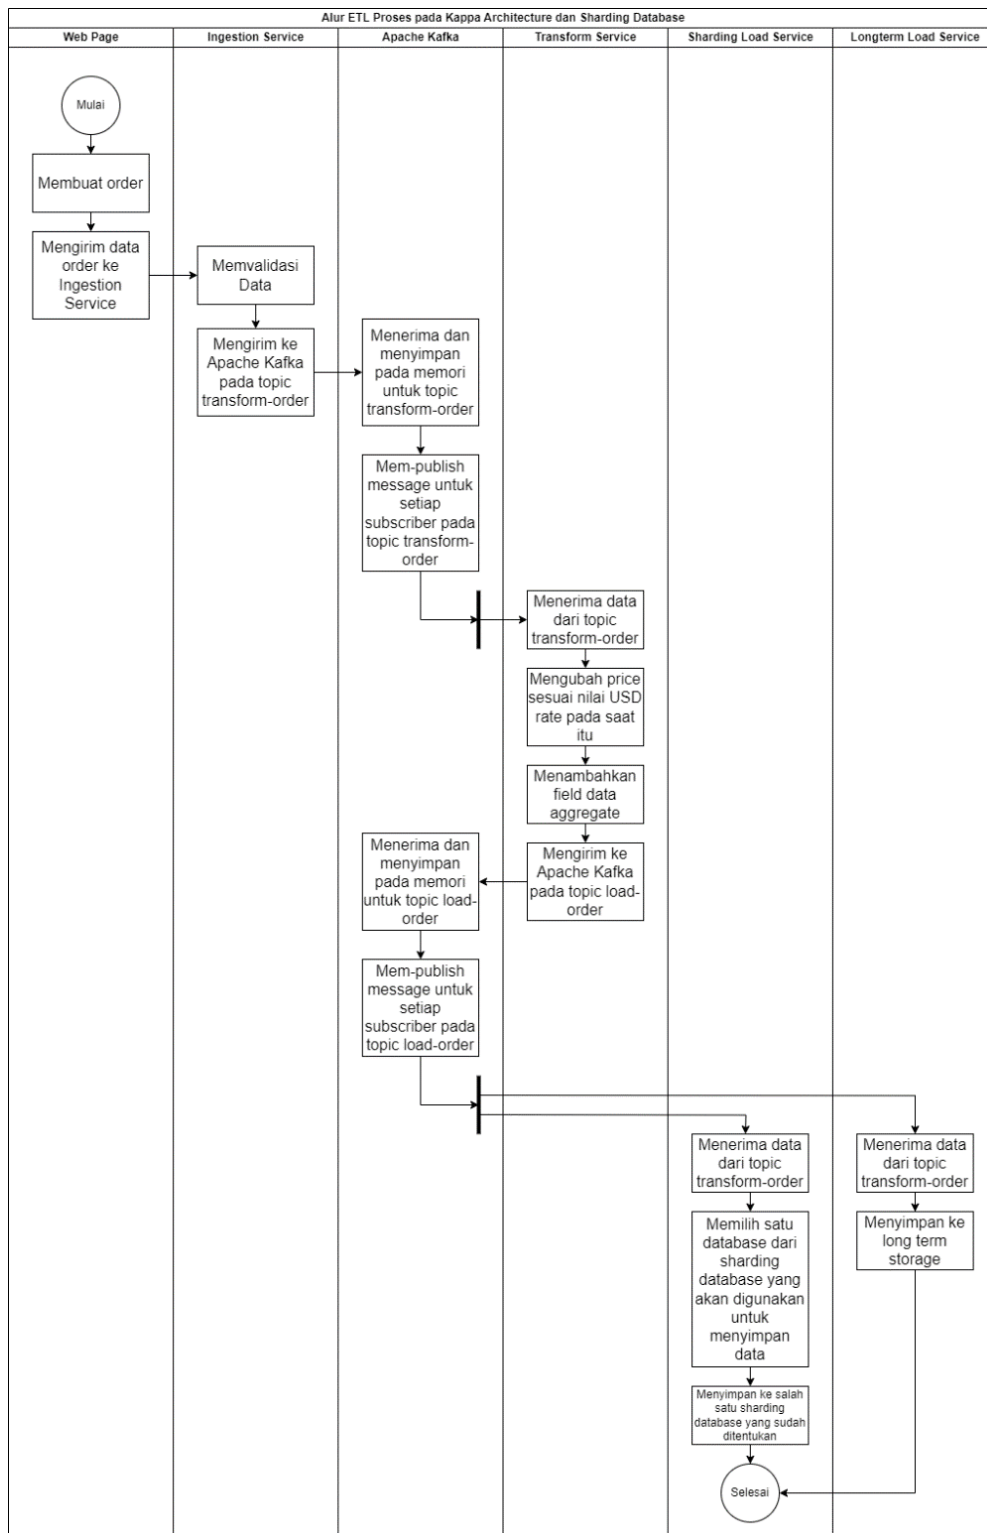 Alur ETL Proses pada Kappa Architecture dan Sharding Database
Web Page
Ingestion Service
Apache Kafka
Transform Service
Sharding Load Service
Longterm Load Service
Mulai
Membuat order
Mengirim data
order ke
Ingestion
Service
Memvalidasi
Data
Mengirim ke
Apache Kafka
pada topic
transform-order
Menerima dan
menyimpan
pada memori
untuk topic
transform-order
Mem-publish
message untuk
setiap
subscriber pada
topic transform-
order
Menerima data
dari topic
transform-order
Mengubah price
sesuai nilai USD
rate pada saat
itu
Menambahkan
field data
aggregate
Mengirim ke
Apache Kafka
pada topic load-
order
Menerima dan
menyimpan
pada memori
untuk topic load-
order
Mem-publish
message untuk
setiap
subscriber pada
topic load-order
Menerima data
dari topic
transform-order
Memilih satu
database dari
sharding
database yang
akan digunakan
untuk
menyimpan
data
Menyimpan ke salah
satu sharding
database yang sudah
ditentukan
Menerima data
dari topic
transform-order
Menyimpan ke
long term
storage
Selesai